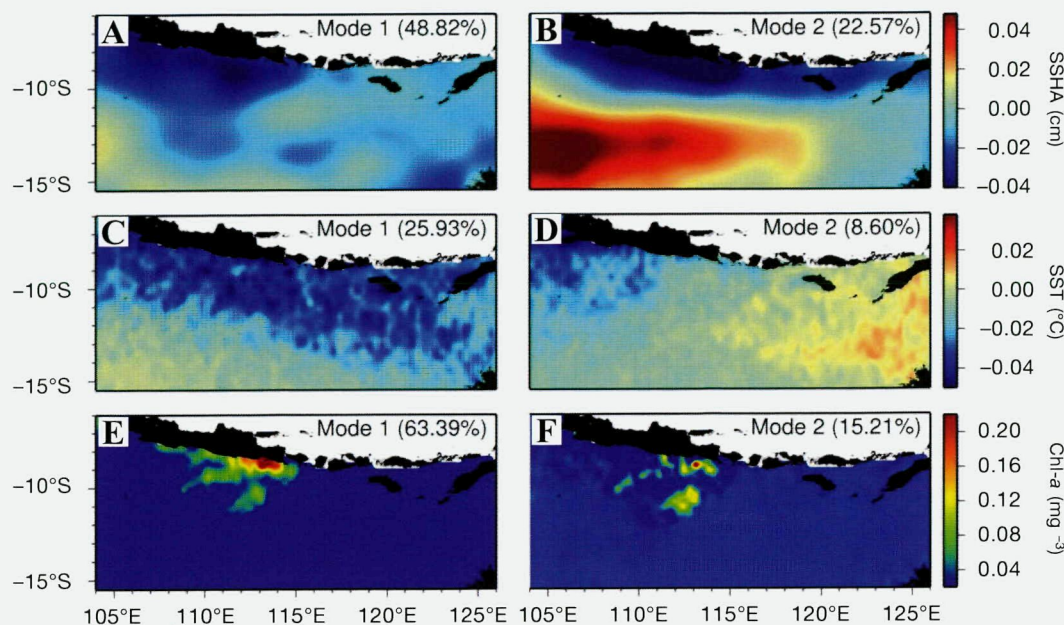 A Mode 1 (48.82%)
B Mode 2 (22.57%)
0.04
0.02
0.00
−0.02
−0.04
SSHA (cm)
−10°S
−15°S
C Mode 1 (25.93%)
D Mode 2 (8.60%)
0.02
0.00
−0.02
−0.04
SST (°C)
−10°S
−15°S
E Mode 1 (63.39%)
F Mode 2 (15.21%)
0.20
0.16
0.12
0.08
0.04
Chl-a (mg ⁻³)
−10°S
−15°S
105°E 110°E 115°E 120°E 125°E
105°E 110°E 115°E 120°E 125°E